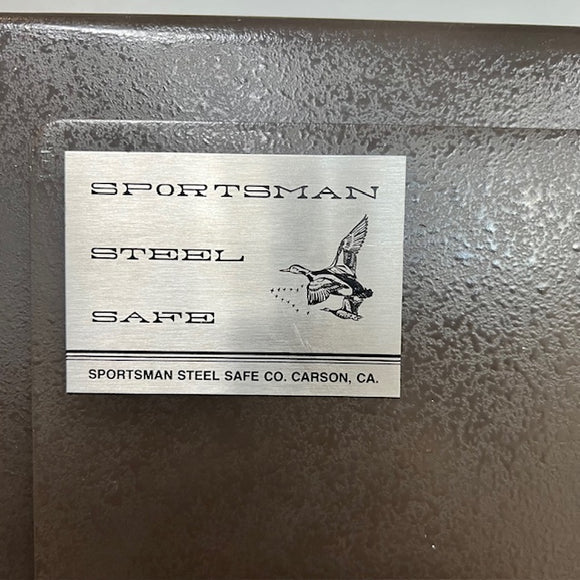 SPORTSMAN
STEEL
SAFE
SPORTSMAN STEEL SAFE CO. CARSON, CA.